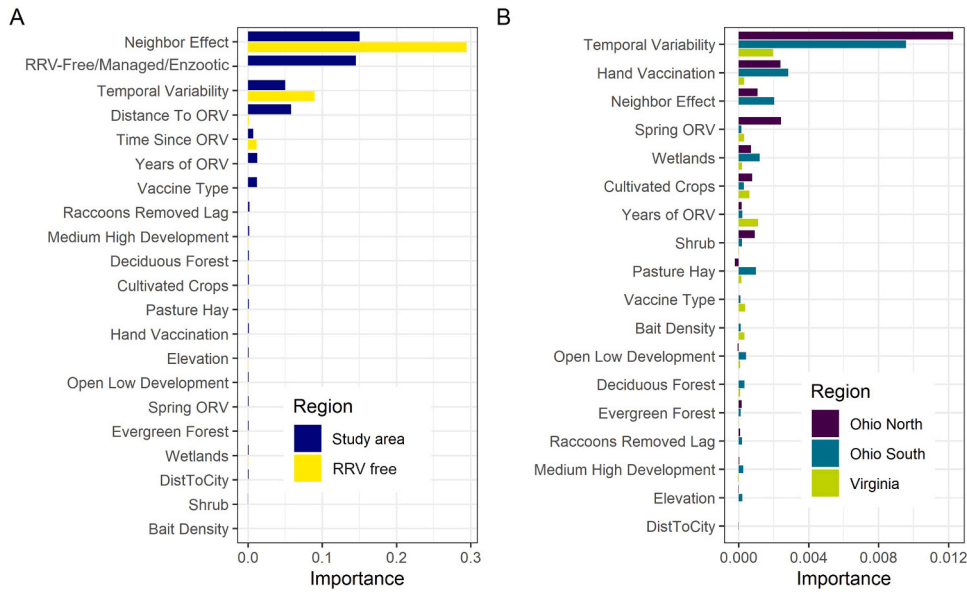 A
Neighbor Effect
RRV-Free/Managed/Enzootic
Temporal Variability
Distance To ORV
Time Since ORV
Years of ORV
Vaccine Type
Raccoons Removed Lag
Medium High Development
Deciduous Forest
Cultivated Crops
Pasture Hay
Hand Vaccination
Elevation
Open Low Development
Spring ORV
Evergreen Forest
Wetlands
DistToCity
Shrub
Bait Density
Region
Study area
RRV free
0.0 0.1 0.2 0.3
Importance
B
Temporal Variability
Hand Vaccination
Neighbor Effect
Spring ORV
Wetlands
Cultivated Crops
Years of ORV
Shrub
Pasture Hay
Vaccine Type
Bait Density
Open Low Development
Deciduous Forest
Evergreen Forest
Raccoons Removed Lag
Medium High Development
Elevation
DistToCity
Region
Ohio North
Ohio South
Virginia
0.000 0.004 0.008 0.012
Importance